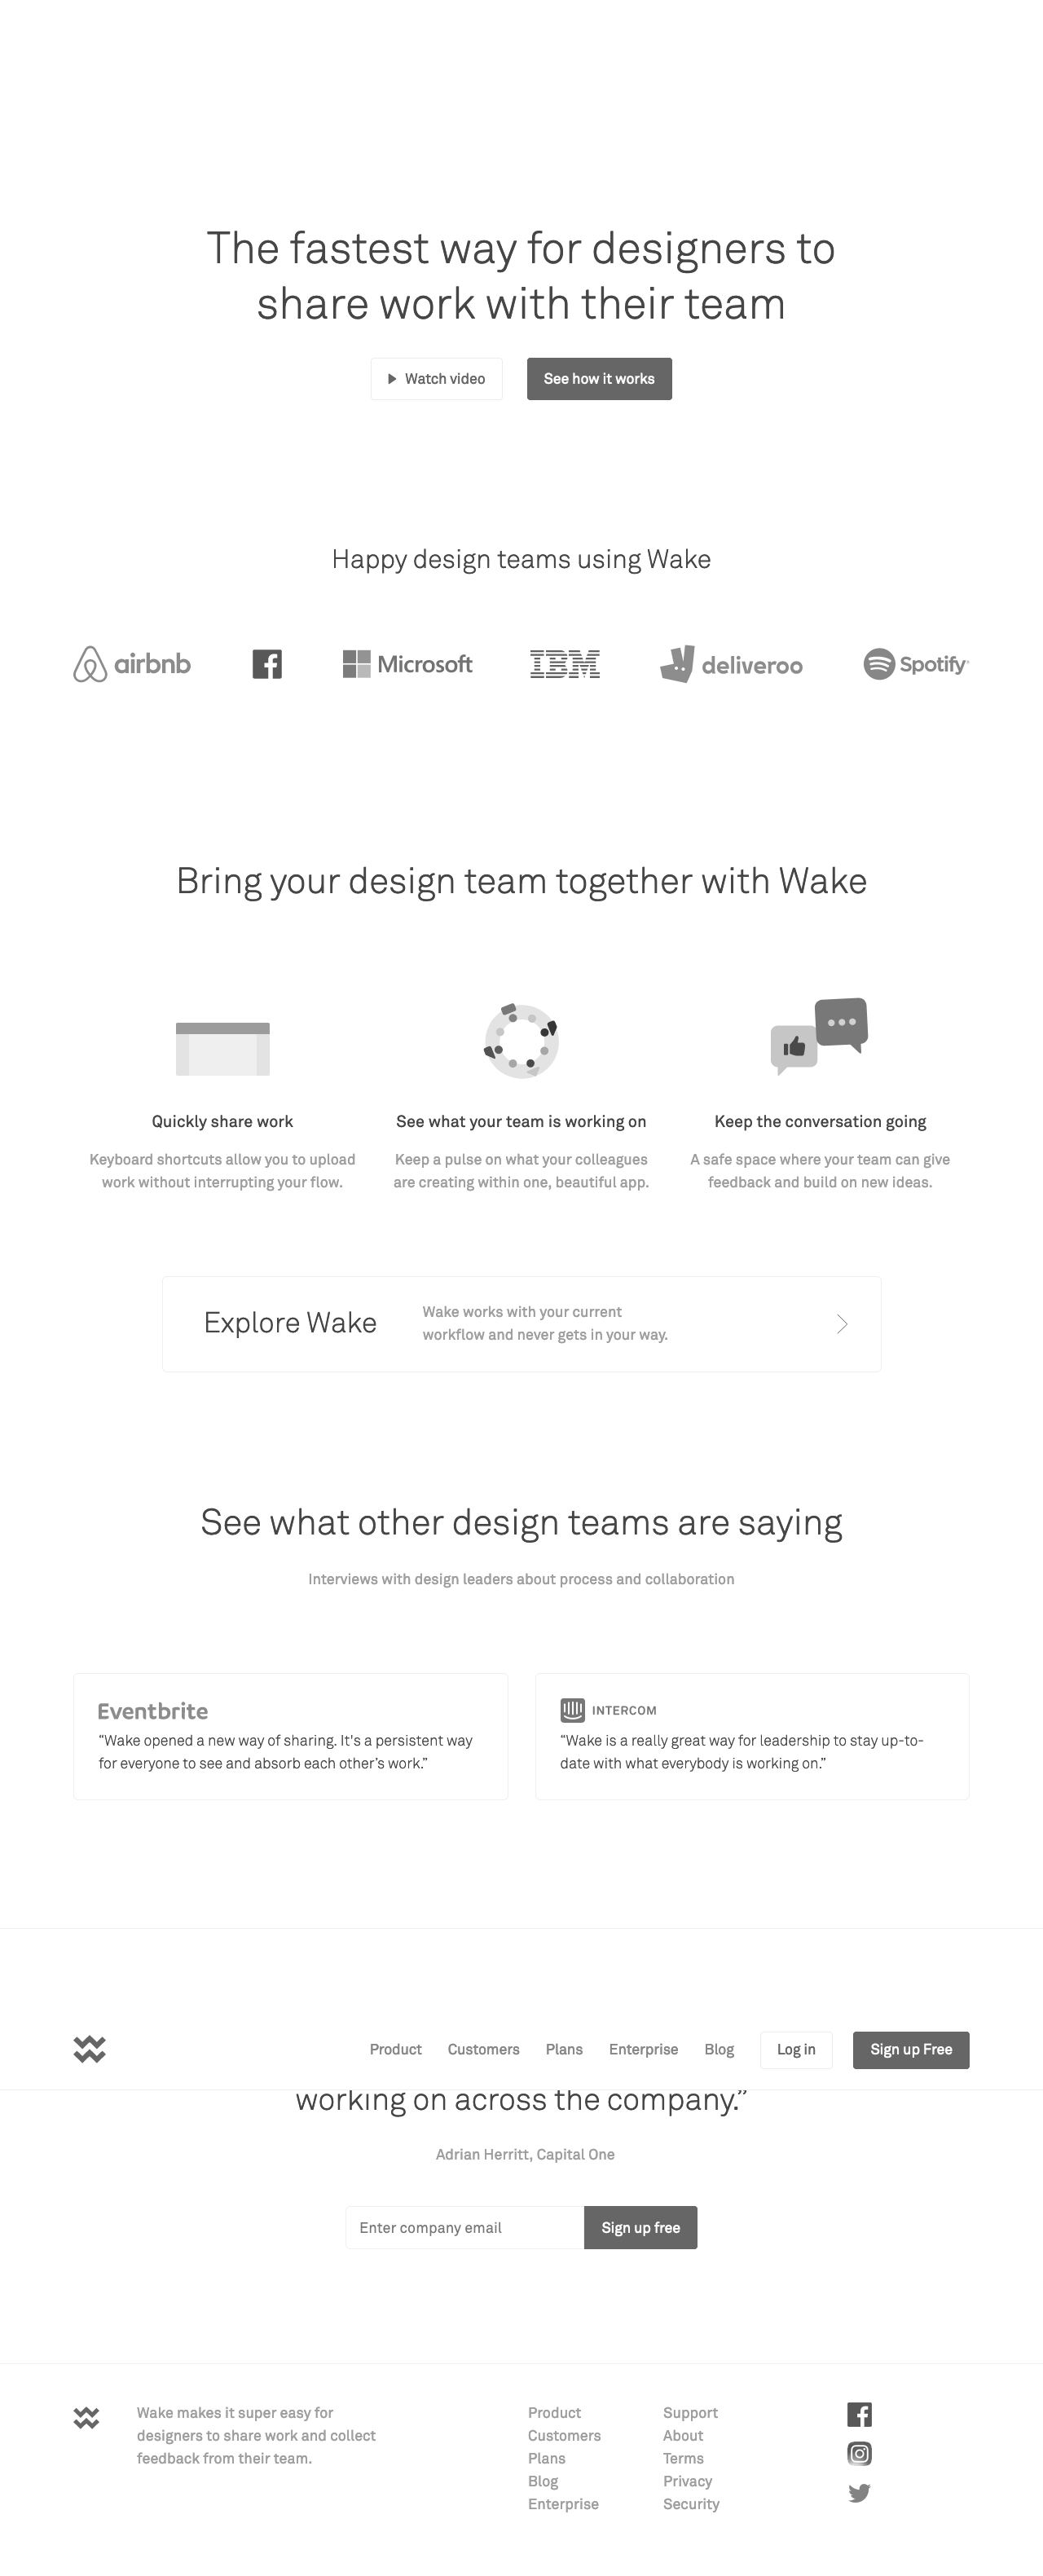 The fastest way for designers to
share work with their team
Watch video
See how it works
Happy design teams using Wake
airbnb
Microsoft
IBM
deliveroo
Spotify
Bring your design team together with Wake
Quickly share work
Keyboard shortcuts allow you to upload
work without interrupting your flow.
See what your team is working on
Keep a pulse on what your colleagues
are creating within one, beautiful app.
Keep the conversation going
A safe space where your team can give
feedback and build on new ideas.
Explore Wake
Wake works with your current
workflow and never gets in your way.
See what other design teams are saying
Interviews with design leaders about process and collaboration
Eventbrite
“Wake opened a new way of sharing. It's a persistent way
for everyone to see and absorb each other’s work.”
INTERCOM
“Wake is a really great way for leadership to stay up-to-
date with what everybody is working on.”
Product Customers Plans Enterprise Blog Log in Sign up Free
working on across the company.”
Adrian Herritt, Capital One
Enter company email
Sign up free
Wake makes it super easy for
designers to share work and collect
feedback from their team.
Product
Customers
Plans
Blog
Enterprise
Support
About
Terms
Privacy
Security